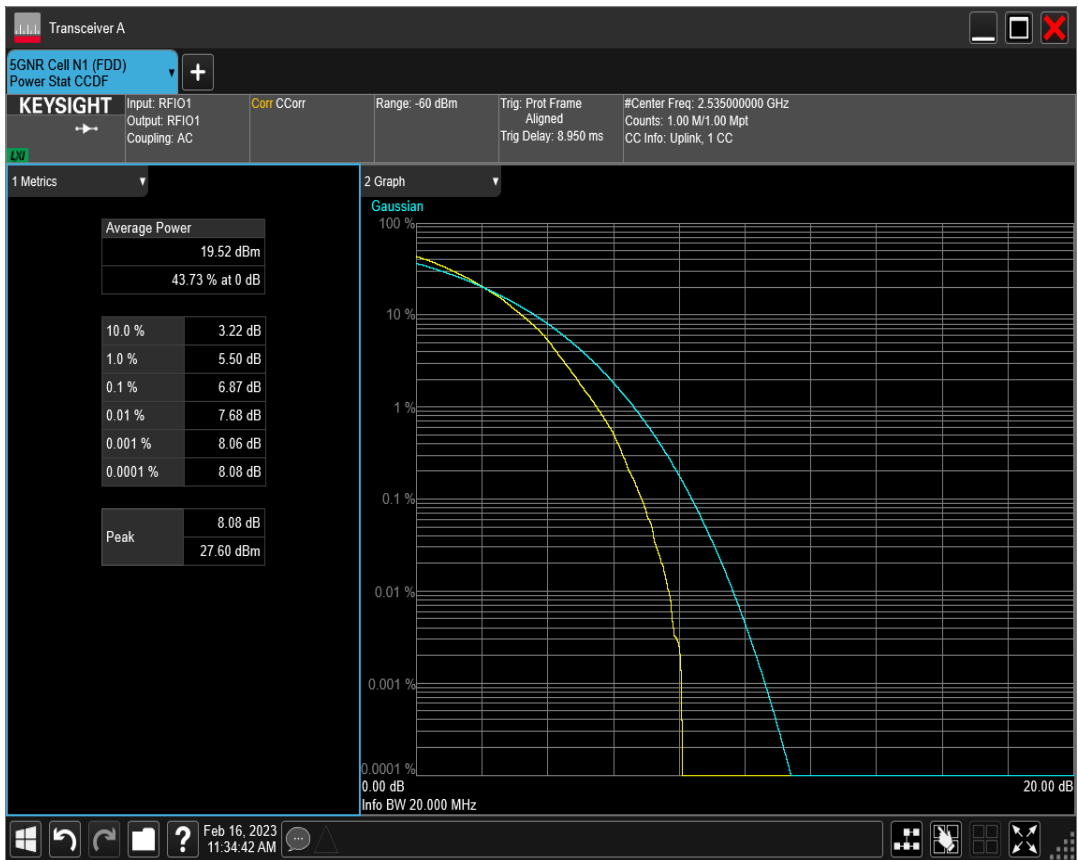 Transceiver A
5GNR Cell N1 (FDD)
Power Stat CCDF
+
KEYSIGHT
LXI
Input: RFIO1
Output: RFIO1
Coupling: AC
Corr CCorr
Range: -60 dBm
Trig: Prot Frame
Aligned
Trig Delay: 8.950 ms
#Center Freq: 2.535000000 GHz
Counts: 1.00 M/1.00 Mpt
CC Info: Uplink, 1 CC
1 Metrics
Average Power
19.52 dBm
43.73 % at 0 dB
10.0 % 3.22 dB
1.0 % 5.50 dB
0.1 % 6.87 dB
0.01 % 7.68 dB
0.001 % 8.06 dB
0.0001 % 8.08 dB
Peak
8.08 dB
27.60 dBm
2 Graph
Gaussian
100 %
10 %
1 %
0.1 %
0.01 %
0.001 %
0.0001 %
0.00 dB 20.00 dB
Info BW 20.000 MHz
?
Feb 16, 2023
11:34:42 AM